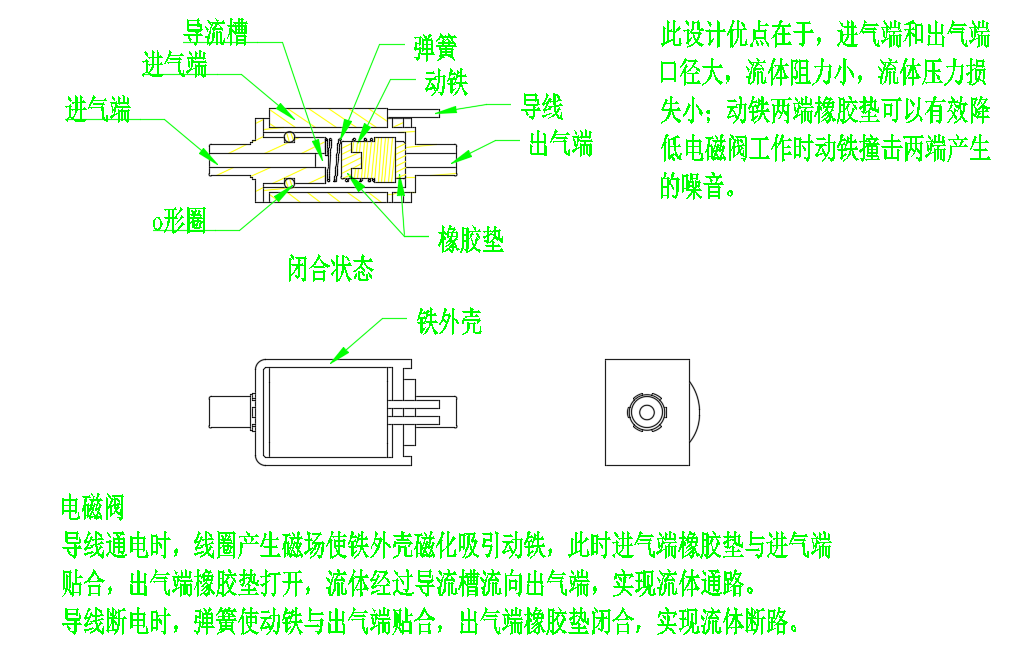 导流槽
进气端
进气端
弹簧
动铁
导线
出气端
o形圈
橡胶垫
闭合状态
此设计优点在于，进气端和出气端
口径大，流体阻力小，流体压力损
失小；动铁两端橡胶垫可以有效降
低电磁阀工作时动铁撞击两端产生
的噪音。
铁外壳
电磁阀
导线通电时，线圈产生磁场使铁外壳磁化吸引动铁，此时进气端橡胶垫与进气端
贴合，出气端橡胶垫打开，流体经过导流槽流向出气端，实现流体通路。
导线断电时，弹簧使动铁与出气端贴合，出气端橡胶垫闭合，实现流体断路。